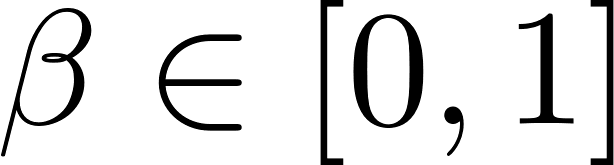 β ∈ [0, 1]